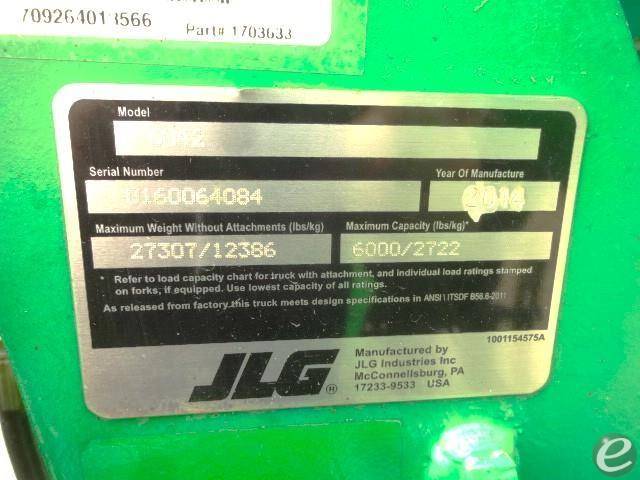 709264013566
Part# 1703633
Model
Serial Number
Year Of Manufacture
0160064084
2014
Maximum Weight Without Attachments (lbs/kg)
Maximum Capacity (lbs/kg)*
27307/12386
6000/2722
* Refer to load capacity chart for truck with attachment, and individual load ratings stamped
on forks, if equipped. Use lowest capacity of all ratings.
As released from factory this truck meets design specifications in ANSI I ITSDF B56.6-2011
1001154575A
JLG ®
Manufactured by
JLG Industries Inc
McConnellsburg, PA
17233-9533 USA
e